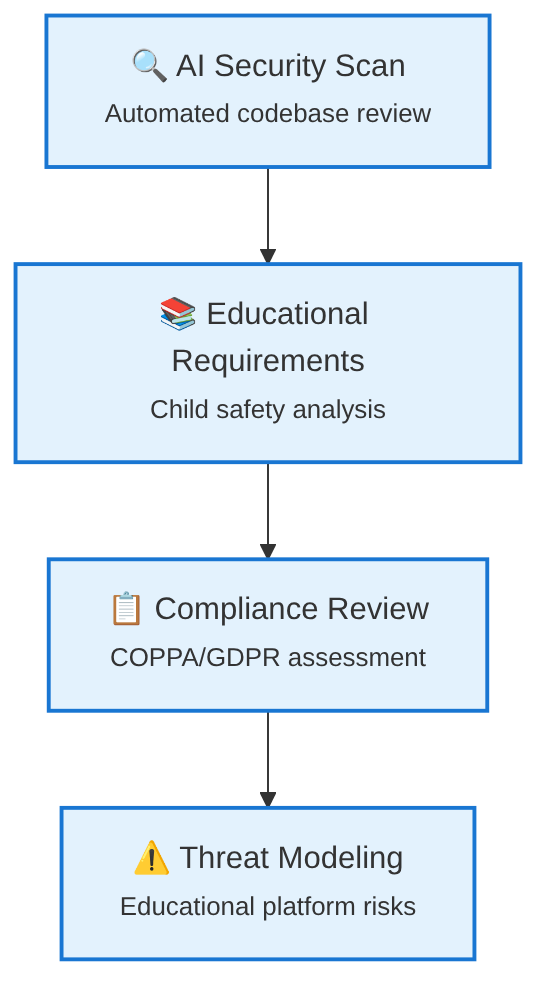 🔍 AI Security Scan
Automated codebase review
📚 Educational
Requirements
Child safety analysis
📋 Compliance Review
COPPA/GDPR assessment
⚠️ Threat Modeling
Educational platform risks